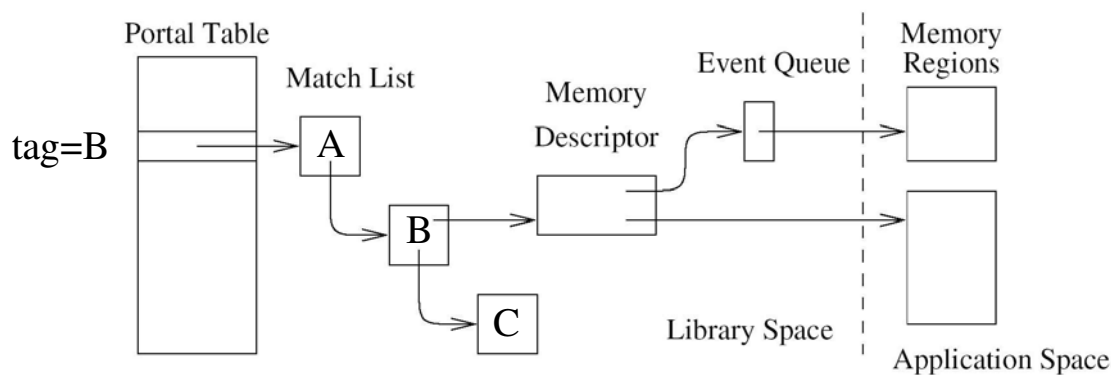 Portal Table
Match List
Memory
Descriptor
Event Queue
Memory
Regions
tag=B
A
B
C
Library Space
Application Space